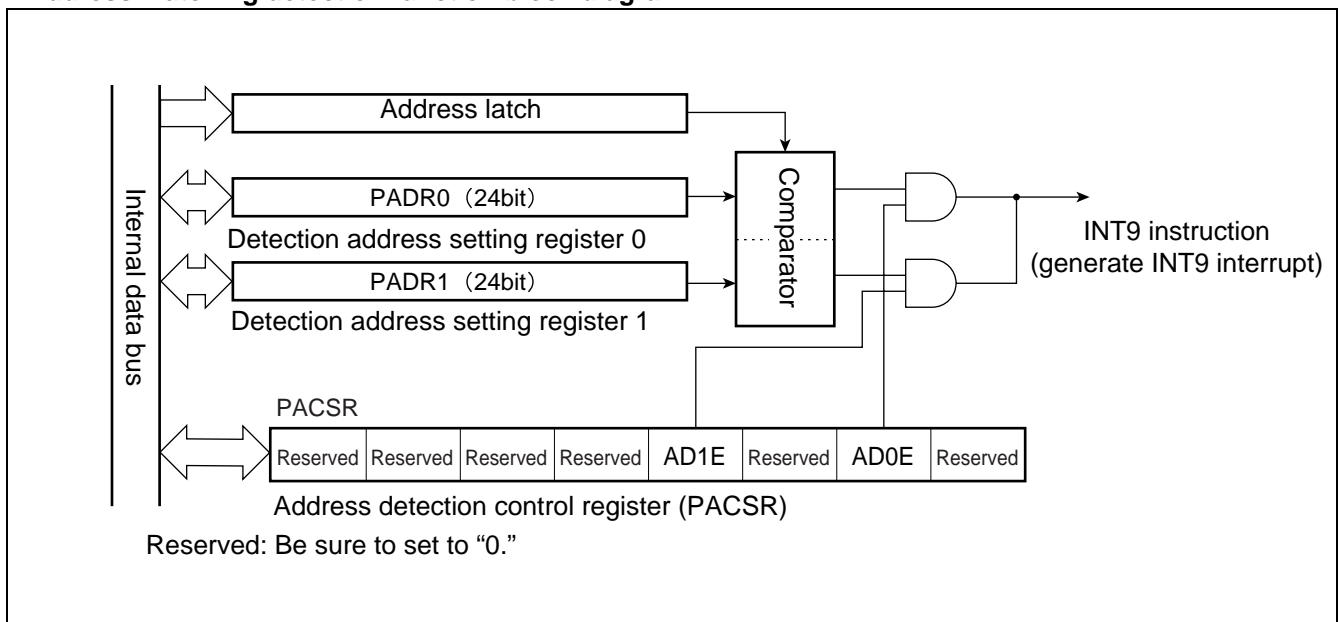 Address latch
PADR0（24bit）
Detection address setting register 0
PADR1（24bit）
Detection address setting register 1
Internal data bus
Comparator
INT9 instruction
(generate INT9 interrupt)
PACSR
Reserved Reserved Reserved Reserved AD1E Reserved AD0E Reserved
Address detection control register (PACSR)
Reserved: Be sure to set to “0.”